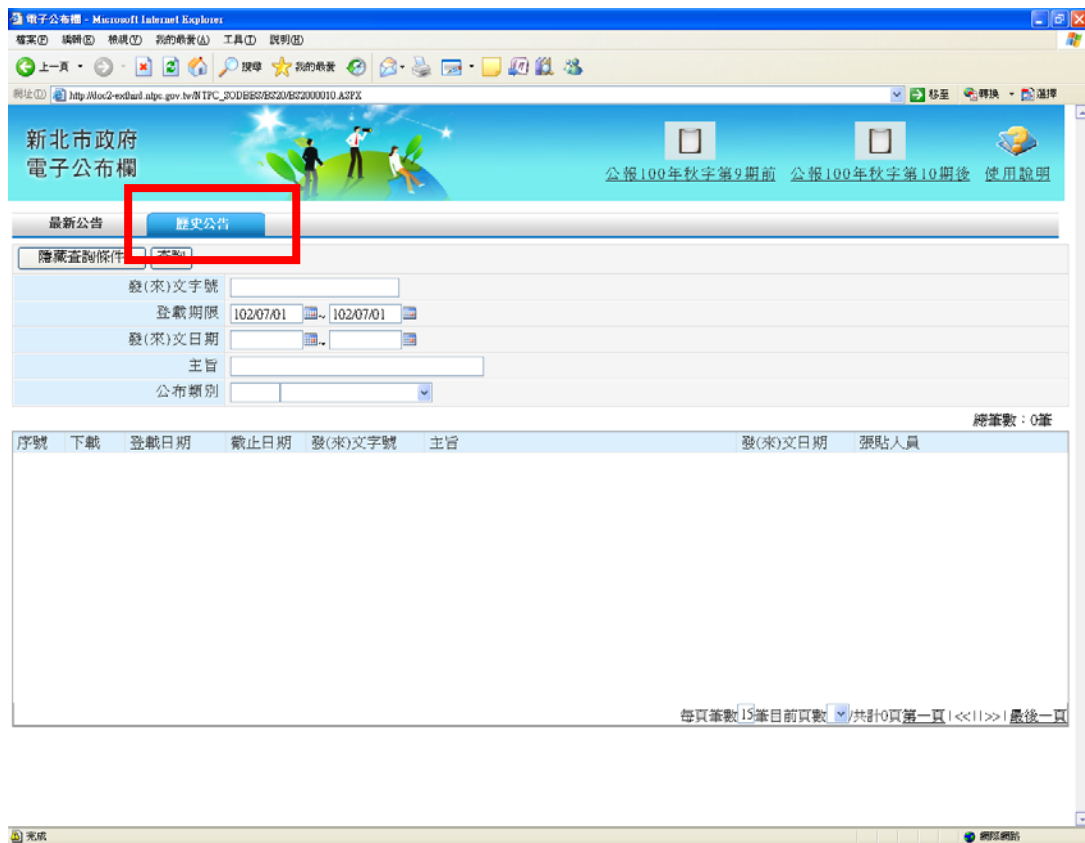 電子公布欄 - Microsoft Internet Explorer
檔案(F) 編輯(E) 檢視(V) 我的最愛(A) 工具(T) 說明(H)
上一頁 搜尋 我的最愛
網址(D) http://doc2-exthird.ntpc.gov.tw/NTPC_SODBBS/BS20/BS2000010.ASPX 移至 轉換 選擇
新北市政府
電子公布欄
公報100年秋字第9期前 公報100年秋字第10期後 使用說明
最新公告 歷史公告
隱藏查詢條件 查詢
發(來)文字號
登載期限 102/07/01 ~ 102/07/01
發(來)文日期 ~
主旨
公布類別
總筆數：0筆
序號 下載 登載日期 截止日期 發(來)文字號 主旨 發(來)文日期 張貼人員
每頁筆數15筆目前頁數 /共計0頁第一頁|<<||>>|最後一頁
完成 網際網路